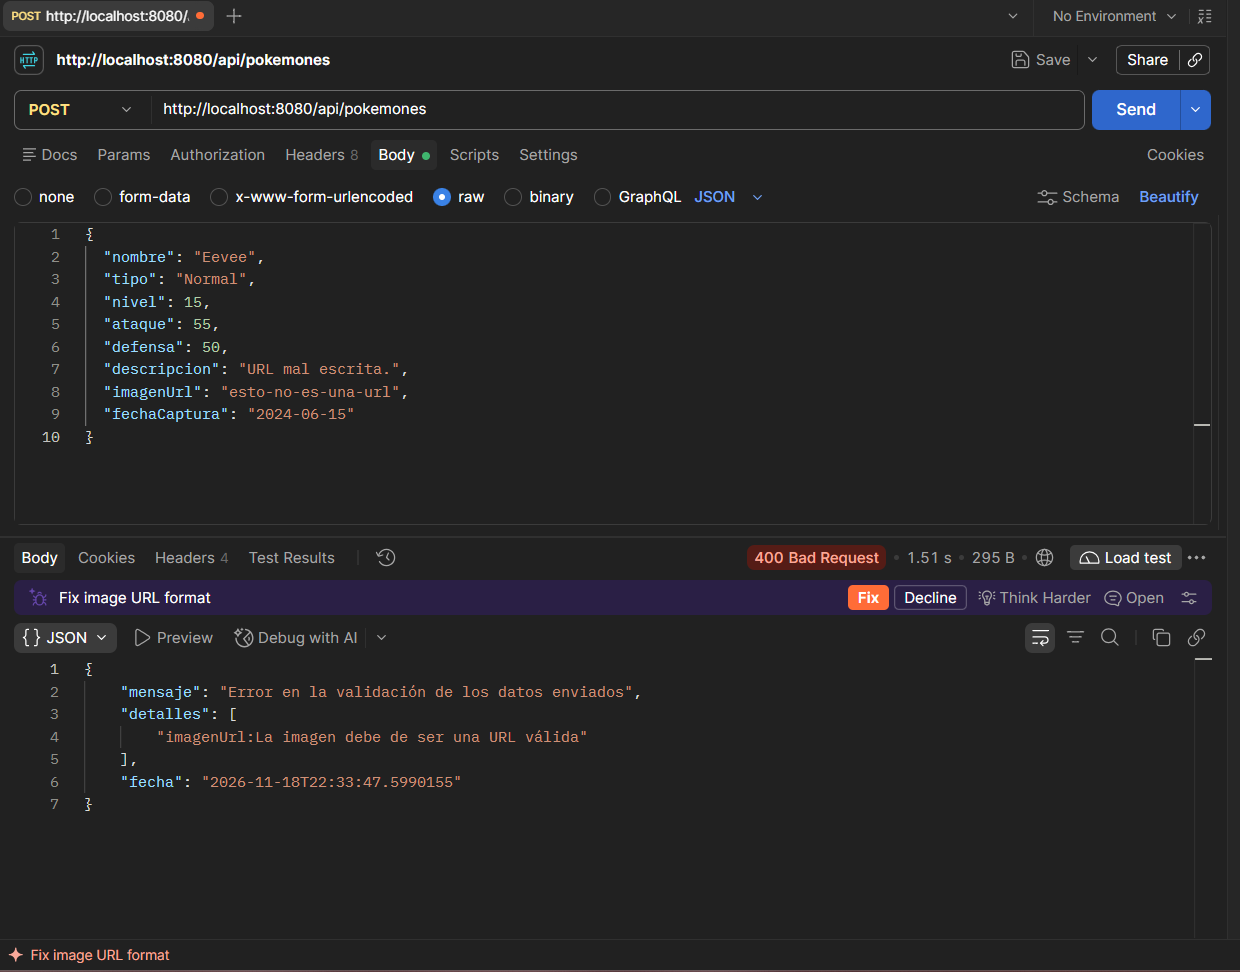 POST http://localhost:8080/.
No Environment
HTTP http://localhost:8080/api/pokemones
Save
Share
POST http://localhost:8080/api/pokemones
Send
Docs Params Authorization Headers 8 Body Scripts Settings Cookies
none form-data x-www-form-urlencoded raw binary GraphQL JSON Schema Beautify
1 {
2 "nombre": "Eevee",
3 "tipo": "Normal",
4 "nivel": 15,
5 "ataque": 55,
6 "defensa": 50,
7 "descripcion": "URL mal escrita.",
8 "imagenUrl": "esto-no-es-una-url",
9 "fechaCaptura": "2024-06-15"
10 }
Body Cookies Headers 4 Test Results 400 Bad Request • 1.51 s • 295 B • Load test
Fix image URL format Fix Decline Think Harder Open
{} JSON Preview Debug with AI
1 {
2 "mensaje": "Error en la validación de los datos enviados",
3 "detalles": [
4 "imagenUrl:La imagen debe de ser una URL válida"
5 ],
6 "fecha": "2026-11-18T22:33:47.5990155"
7 }
Fix image URL format